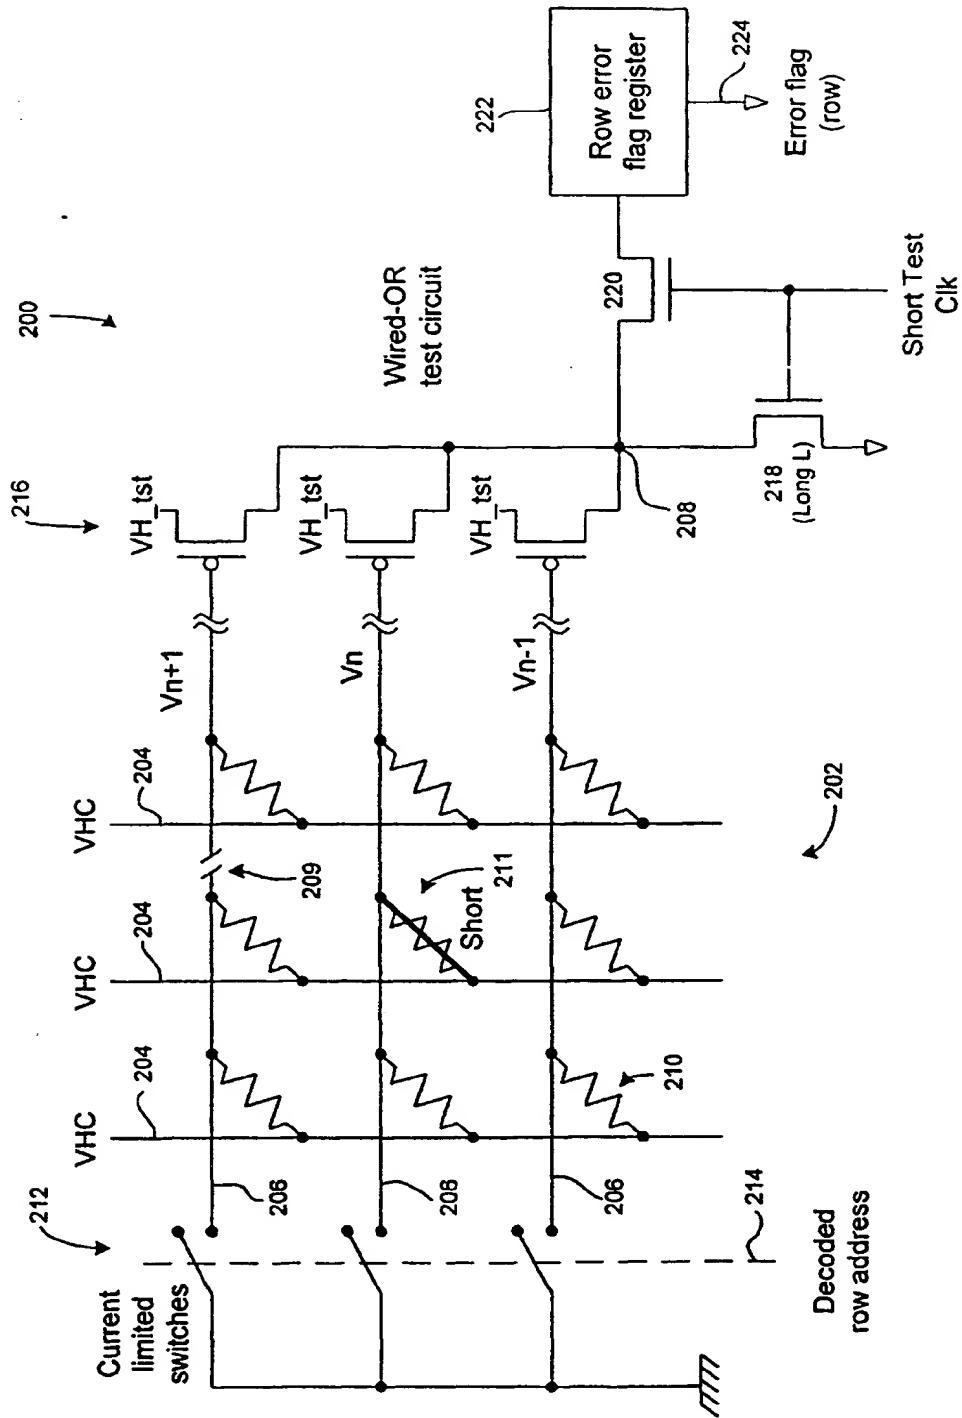 212
216
200
VHC
VHC
VHC
Current
limited
switches
204
204
204
VH_tst
Vn+1
206
209
VH_tst
Vn
Wired-OR
test circuit
208
Short
211
VH_tst
222
Vn-1
Row error
flag register
206
220
210
208
224
214
218
(Long L)
Error flag
(row)
202
Decoded
row address
Short Test
Clk